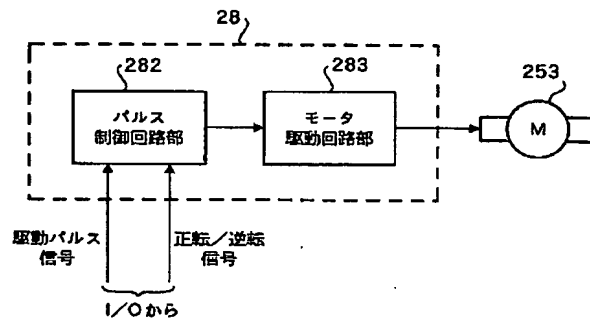 28
282
283
253
パルス
制御回路部
モータ
駆動回路部
M
駆動パルス
信号
正転/逆転
信号
I/Oから